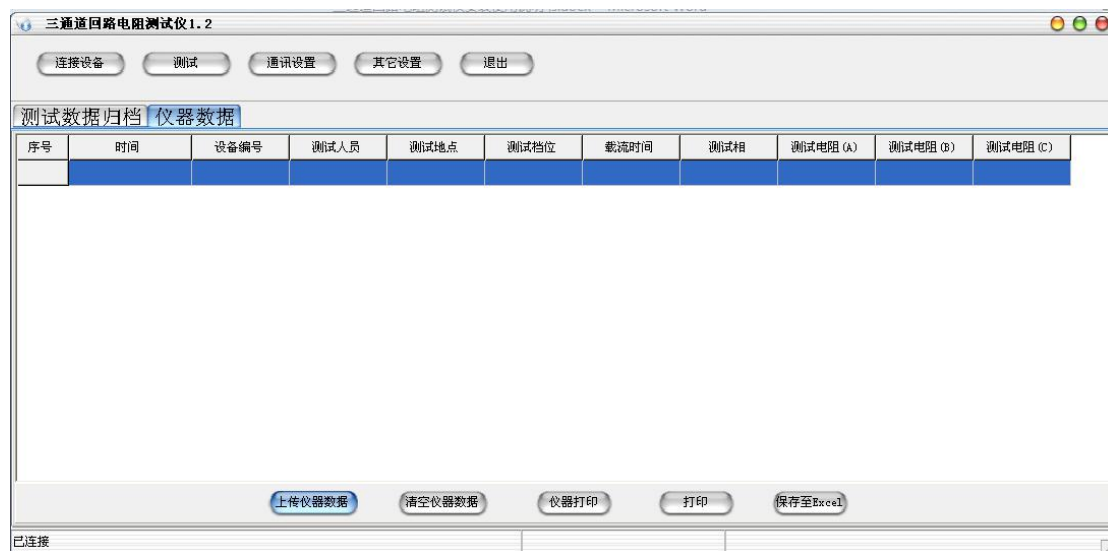 三通道回路电阻测试仪1.2
连接设备 测试 通讯设置 其它设置 退出
测试数据归档 仪器数据
序号 时间 设备编号 测试人员 测试地点 测试档位 载流时间 测试相 测试电阻(A) 测试电阻(B) 测试电阻(C)
上传仪器数据 清空仪器数据 仪器打印 打印 保存至Excel
已连接